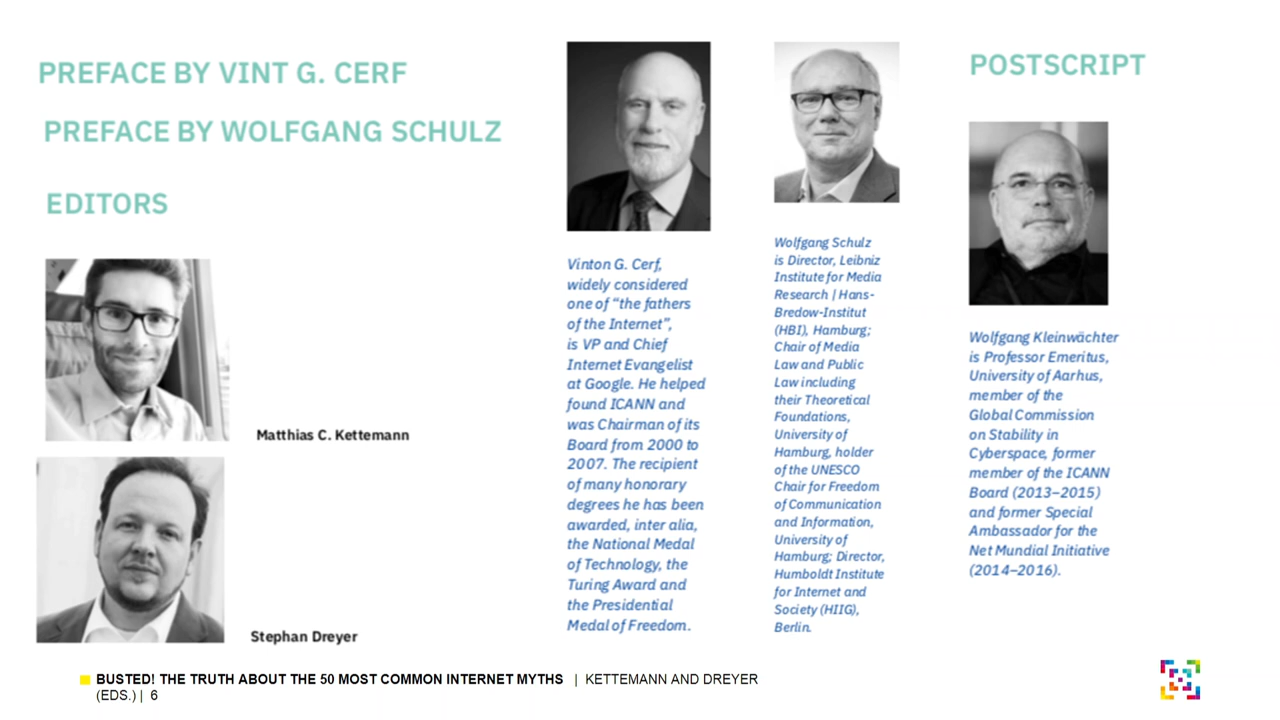 PREFACE BY VINT G. CERF
PREFACE BY WOLFGANG SCHULZ
EDITORS
Matthias C. Kettemann
Stephan Dreyer
Vinton G. Cerf,
widely considered
one of “the fathers
of the Internet”,
is VP and Chief
Internet Evangelist
at Google. He helped
found ICANN and
was Chairman of its
Board from 2000 to
2007. The recipient
of many honorary
degrees he has been
awarded, inter alia,
the National Medal
of Technology, the
Turing Award and
the Presidential
Medal of Freedom.
Wolfgang Schulz
is Director, Leibniz
Institute for Media
Research | Hans-
Bredow-Institut
(HBI), Hamburg;
Chair of Media
Law and Public
Law including
their Theoretical
Foundations,
University of
Hamburg, holder
of the UNESCO
Chair for Freedom
of Communication
and Information,
University of
Hamburg; Director,
Humboldt Institute
for Internet and
Society (HIIG),
Berlin.
POSTSCRIPT
Wolfgang Kleinwächter
is Professor Emeritus,
University of Aarhus,
member of the
Global Commission
on Stability in
Cyberspace, former
member of the ICANN
Board (2013–2015)
and former Special
Ambassador for the
Net Mundial Initiative
(2014–2016).
BUSTED! THE TRUTH ABOUT THE 50 MOST COMMON INTERNET MYTHS | KETTEMANN AND DREYER
(EDS.) | 6